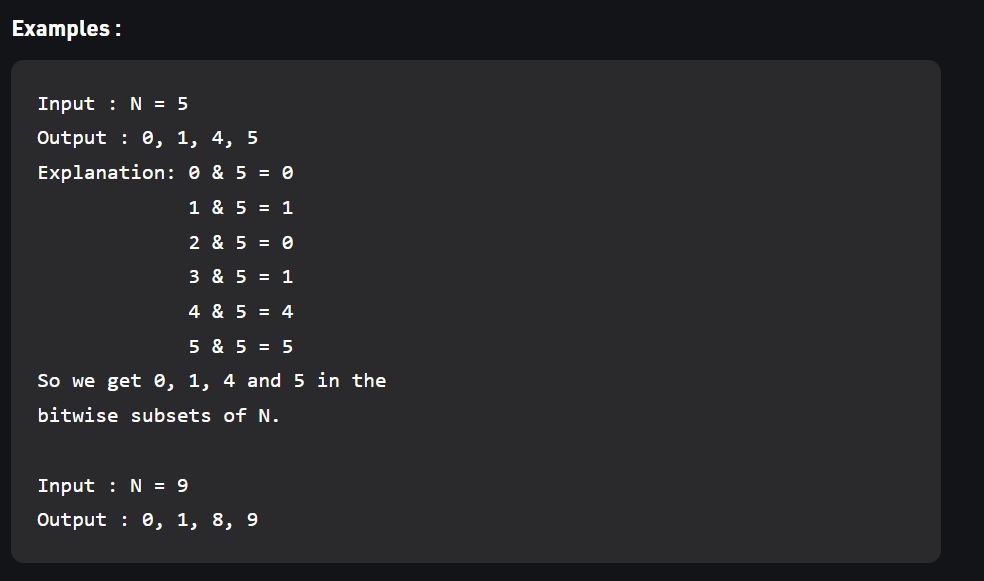 Examples :
Input : N = 5
Output : 0, 1, 4, 5
Explanation: 0 & 5 = 0
             1 & 5 = 1
             2 & 5 = 0
             3 & 5 = 1
             4 & 5 = 4
             5 & 5 = 5
So we get 0, 1, 4 and 5 in the
bitwise subsets of N.
Input : N = 9
Output : 0, 1, 8, 9